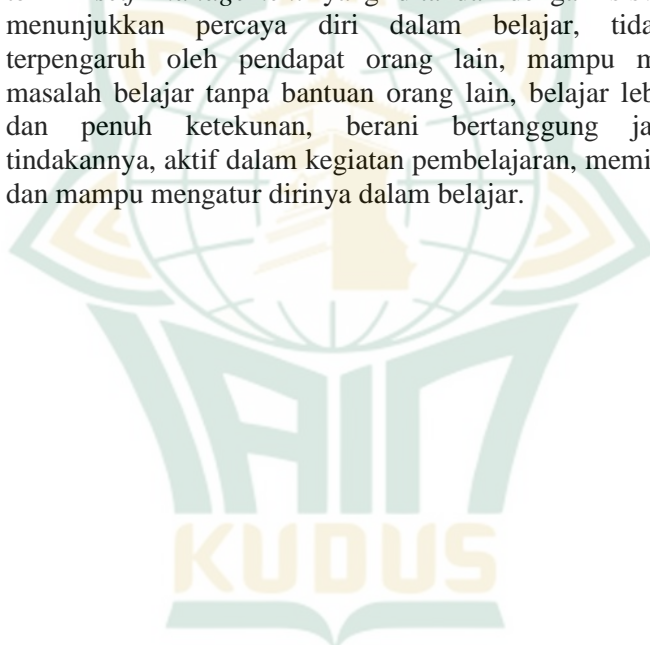 menunjukkan percaya diri dalam belajar,
terpengaruh oleh pendapat orang lain, mampu
masalah belajar tanpa bantuan orang lain, belajar
dan penuh ketekunan, berani bertanggung
tindakannya, aktif dalam kegiatan pembelajaran,
dan mampu mengatur dirinya dalam belajar.
IAIN
KUDUS